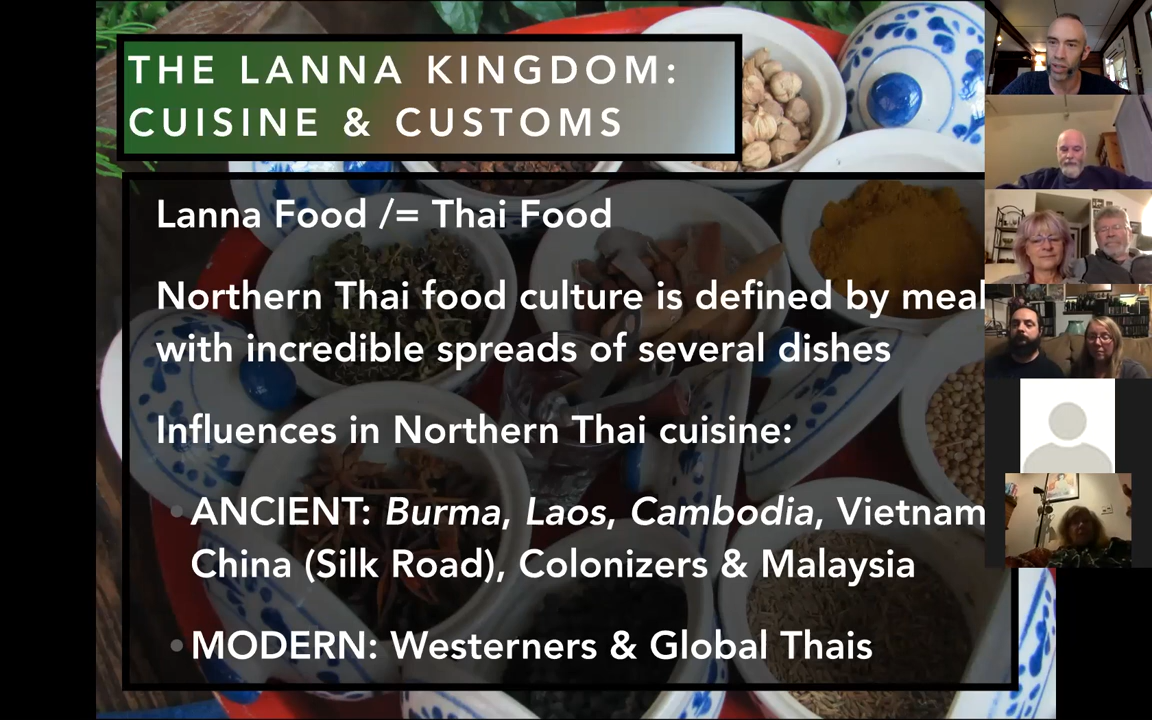 THE LANNA KINGDOM:
CUISINE & CUSTOMS
Lanna Food /= Thai Food
Northern Thai food culture is defined by meal
with incredible spreads of several dishes
Influences in Northern Thai cuisine:
• ANCIENT: Burma, Laos, Cambodia, Vietnam
China (Silk Road), Colonizers & Malaysia
• MODERN: Westerners & Global Thais